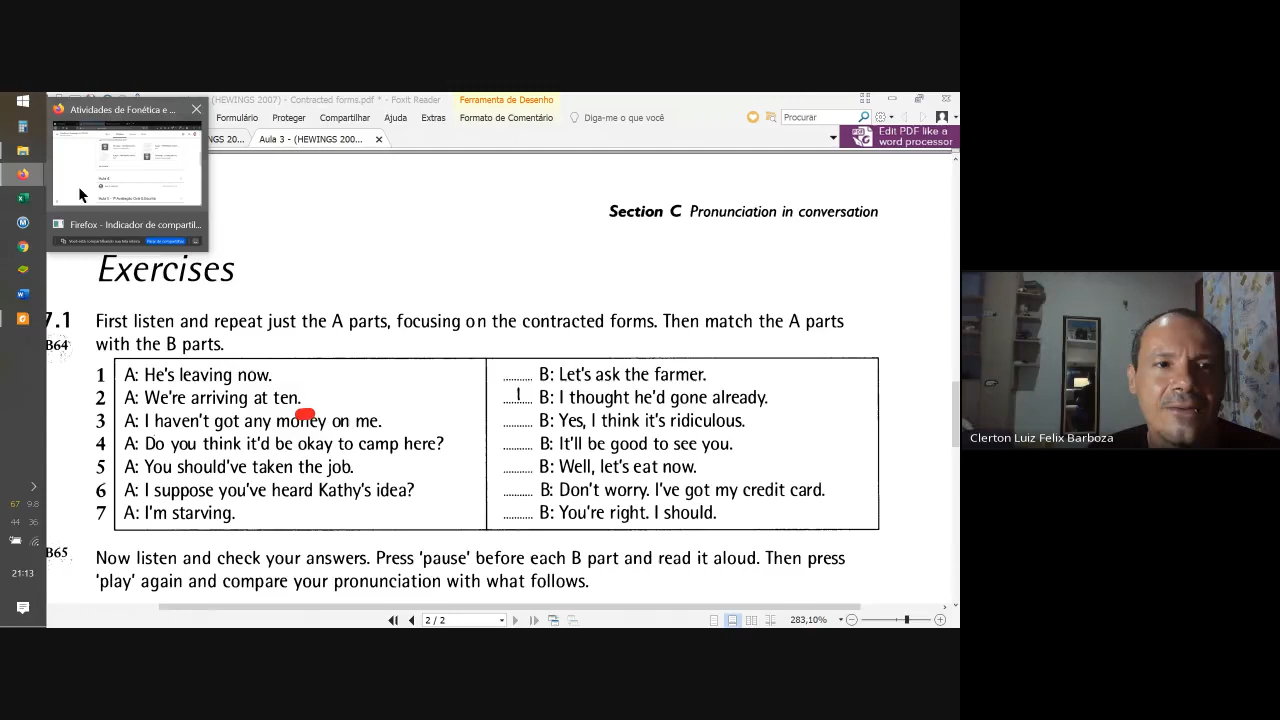 Atividades de Fonética e ...
(HEWINGS 2007) - Contracted forms.pdf * - Foxit Reader
Ferramenta de Desenho
Formulário Proteger Compartilhar Ajuda Extras Formato de Comentário Diga-me o que você
Procurar
NGS 20... Aula 3 - (HEWINGS 200...
Edit PDF like a
word processor
Firefox - Indicador de compartil...
Section C Pronunciation in conversation
Exercises
7.1 First listen and repeat just the A parts, focusing on the contracted forms. Then match the A parts
B64 with the B parts.
1 A: He's leaving now. ........... B: Let's ask the farmer.
2 A: We're arriving at ten. ....1.... B: I thought he'd gone already.
3 A: I haven't got any money on me. ........... B: Yes, I think it's ridiculous.
4 A: Do you think it'd be okay to camp here? ........... B: It'll be good to see you.
5 A: You should've taken the job. ........... B: Well, let's eat now.
6 A: I suppose you've heard Kathy's idea? ........... B: Don't worry. I've got my credit card.
7 A: I'm starving. ........... B: You're right. I should.
B65 Now listen and check your answers. Press 'pause' before each B part and read it aloud. Then press
'play' again and compare your pronunciation with what follows.
67 9.8
44 36
21:13
2 / 2
283,10%
Clerton Luiz Felix Barboza